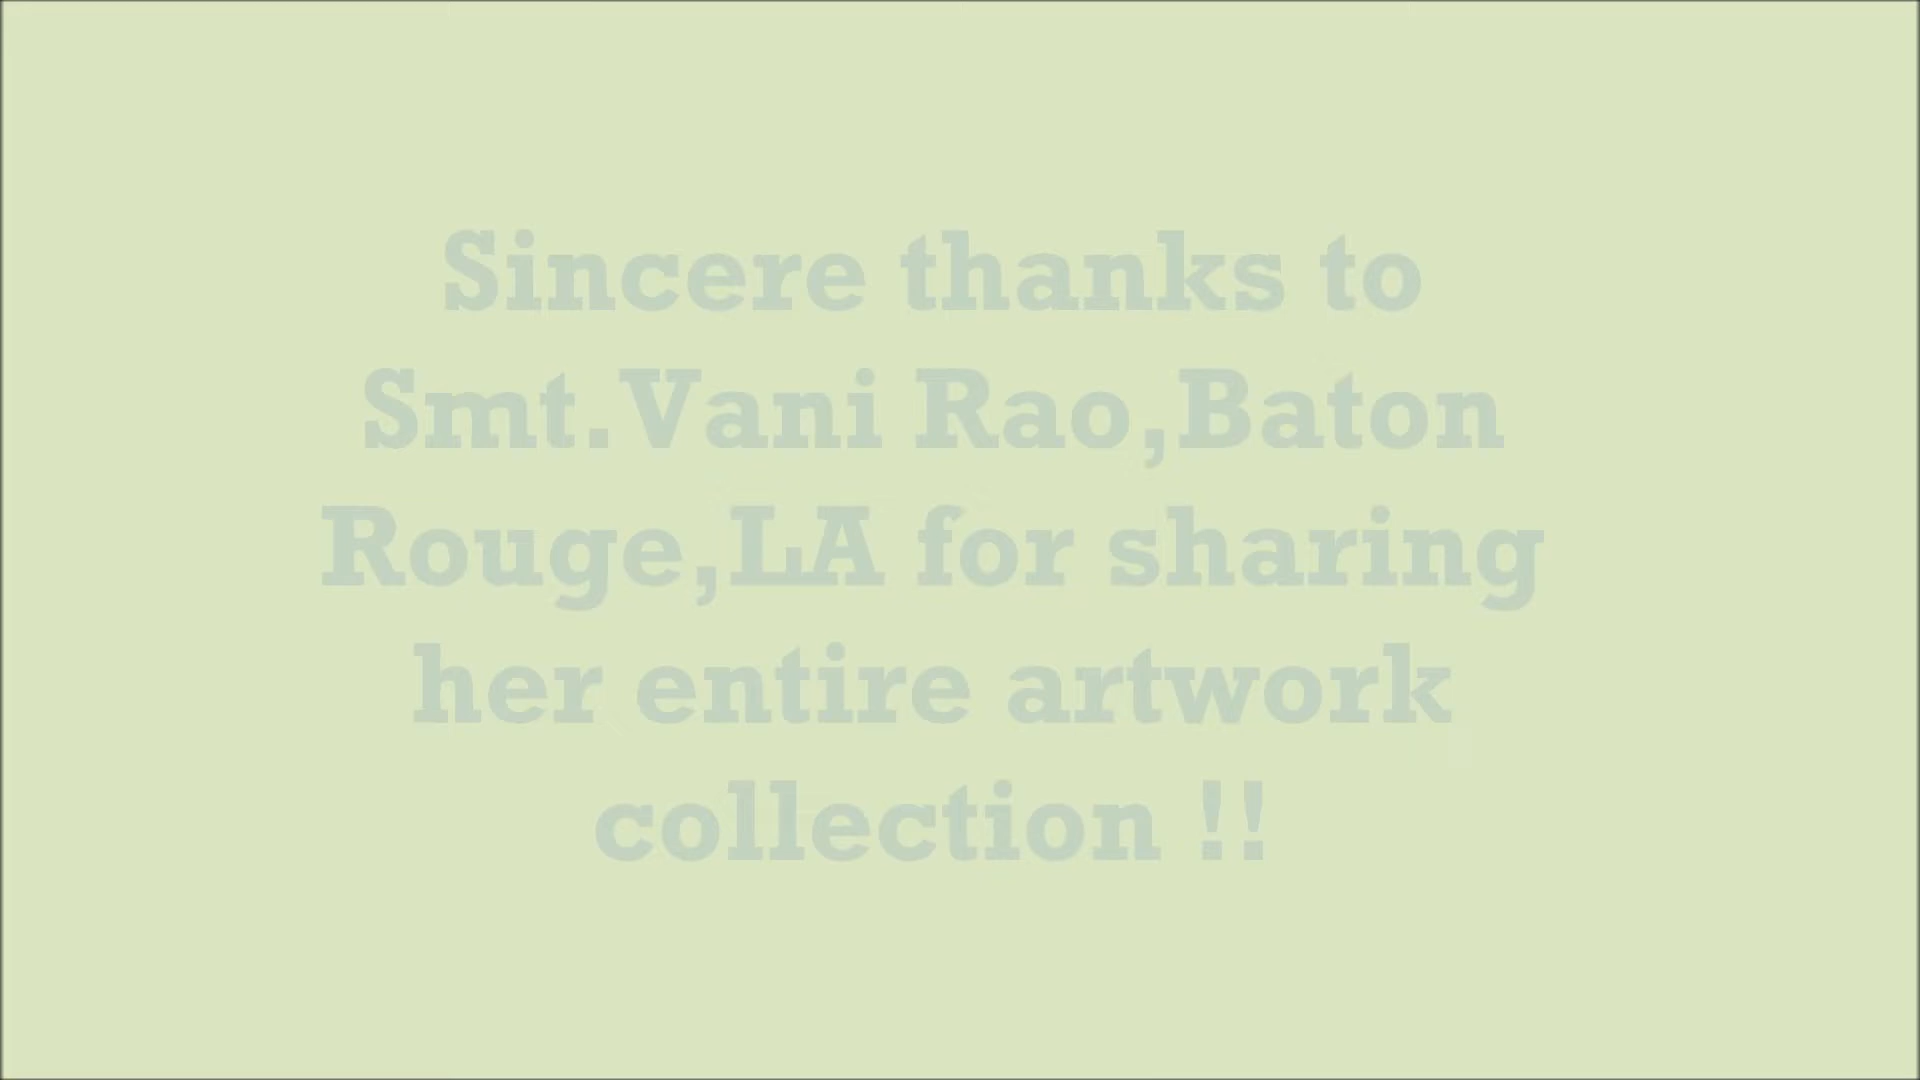 Sincere thanks to
Smt.Vani Rao,Baton
Rouge,LA for sharing
her entire artwork
collection !!